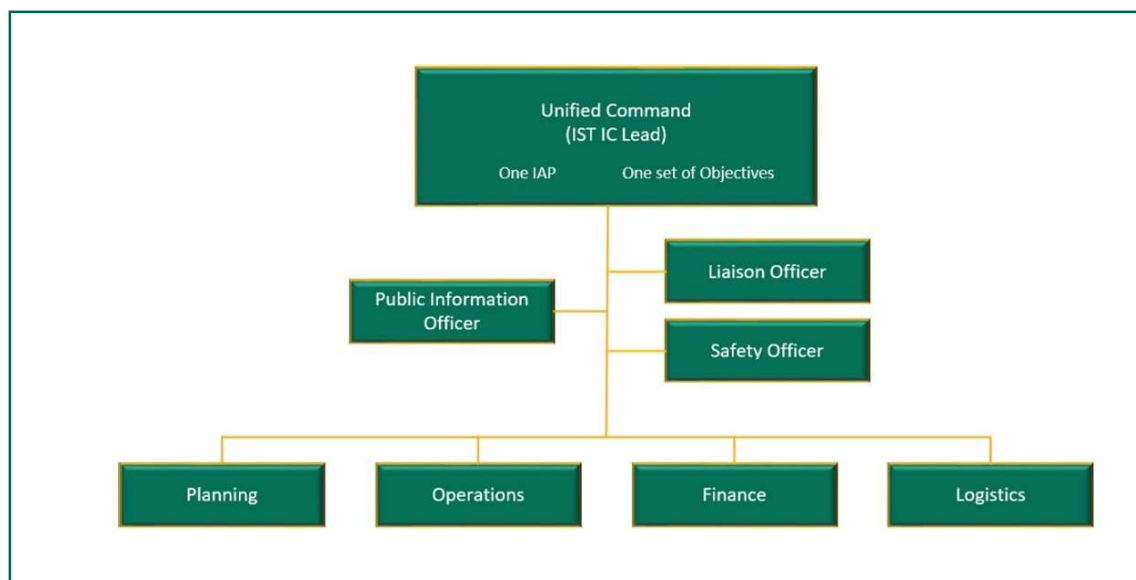 Unified Command
(IST IC Lead)
One IAP One set of Objectives
Liaison Officer
Public Information
Officer
Safety Officer
Planning
Operations
Finance
Logistics